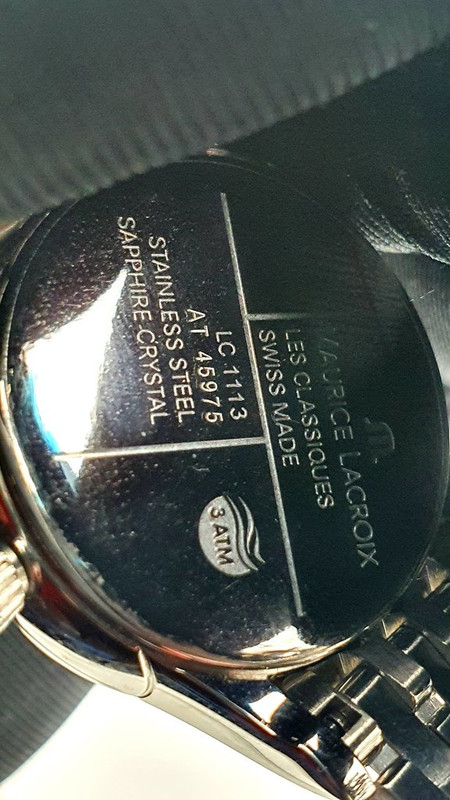 MAURICE LACROIX
LES CLASSIQUES
SWISS MADE
LC 1113
AT 45975
STAINLESS STEEL
SAPPHIRE-CRYSTAL
3 ATM